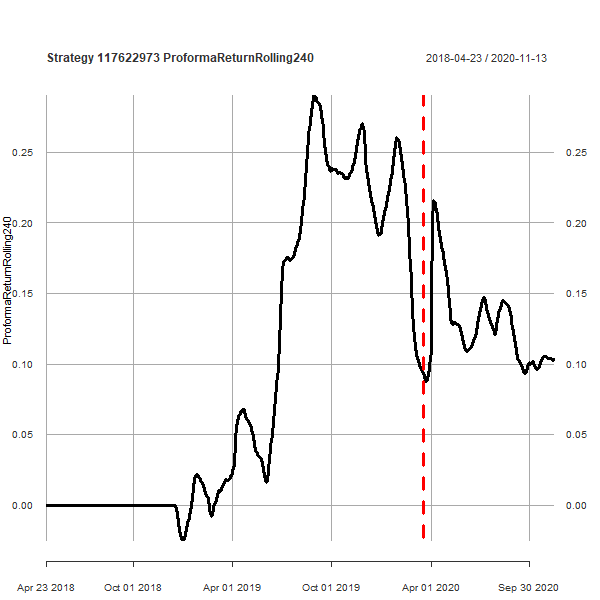 Strategy 117622973 ProformaReturnRolling240
2018-04-23 / 2020-11-13
ProformaReturnRolling240
0.25 0.25
0.20 0.20
0.15 0.15
0.10 0.10
0.05 0.05
0.00 0.00
Apr 23 2018 Oct 01 2018 Apr 01 2019 Oct 01 2019 Apr 01 2020 Sep 30 2020